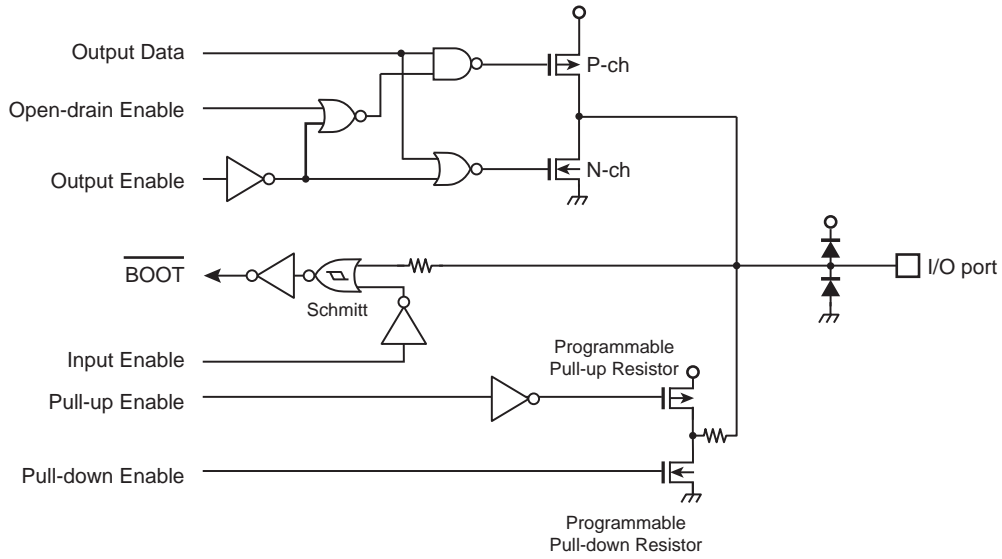 Output Data
P-ch
Open-drain Enable
Output Enable
N-ch
BOOT
I/O port
Schmitt
Input Enable
Programmable
Pull-up Resistor
Pull-up Enable
Pull-down Enable
Programmable
Pull-down Resistor